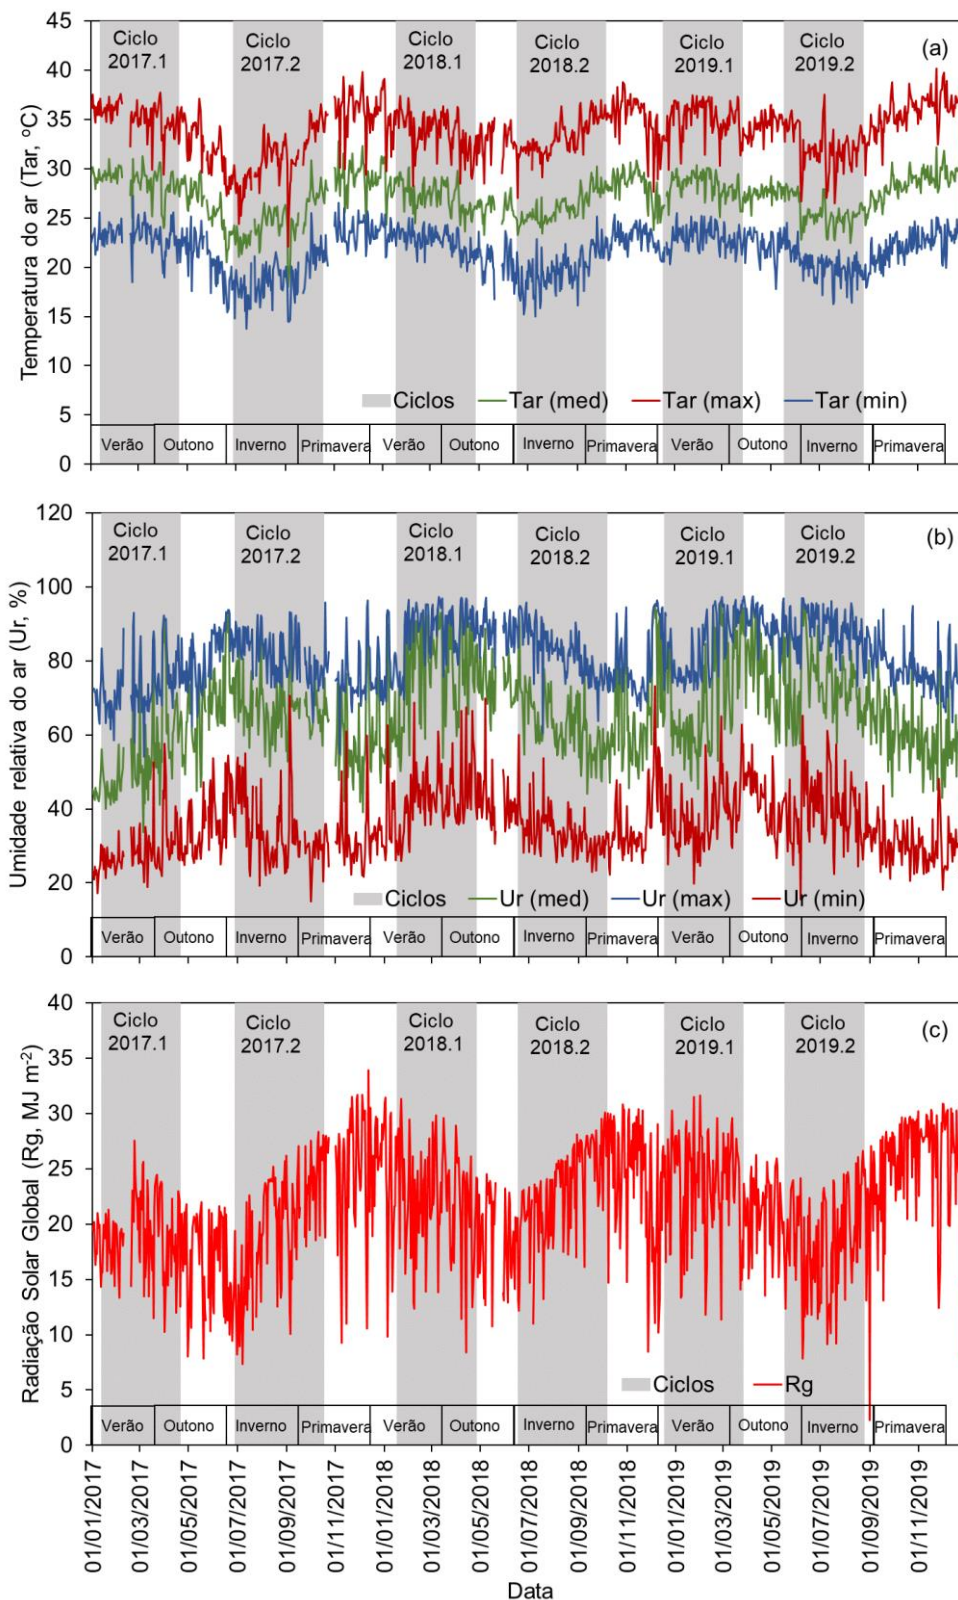 Temperatura do ar (Tar, ºC)
45
40
35
30
25
20
15
10
5
0
Ciclo
2017.1
Ciclo
2017.2
Ciclo
2018.1
Ciclo
2018.2
Ciclo
2019.1
Ciclo
2019.2
(a)
Ciclos Tar (med) Tar (max) Tar (min)
Verão Outono Inverno Primavera Verão Outono Inverno Primavera Verão Outono Inverno Primavera
Umidade relativa do ar (Ur, %)
120
100
80
60
40
20
0
Ciclo
2017.1
Ciclo
2017.2
Ciclo
2018.1
Ciclo
2018.2
Ciclo
2019.1
Ciclo
2019.2
(b)
Ciclos Ur (med) Ur (max) Ur (min)
Verão Outono Inverno Primavera Verão Outono Inverno Primavera Verão Outono Inverno Primavera
Radiação Solar Global (Rg, MJ m-2)
40
35
30
25
20
15
10
5
0
Ciclo
2017.1
Ciclo
2017.2
Ciclo
2018.1
Ciclo
2018.2
Ciclo
2019.1
Ciclo
2019.2
(c)
Ciclos Rg
Verão Outono Inverno Primavera Verão Outono Inverno Primavera Verão Outono Inverno Primavera
01/01/2017
01/03/2017
01/05/2017
01/07/2017
01/09/2017
01/11/2017
01/01/2018
01/03/2018
01/05/2018
01/07/2018
01/09/2018
01/11/2018
01/01/2019
01/03/2019
01/05/2019
01/07/2019
01/09/2019
01/11/2019
Data